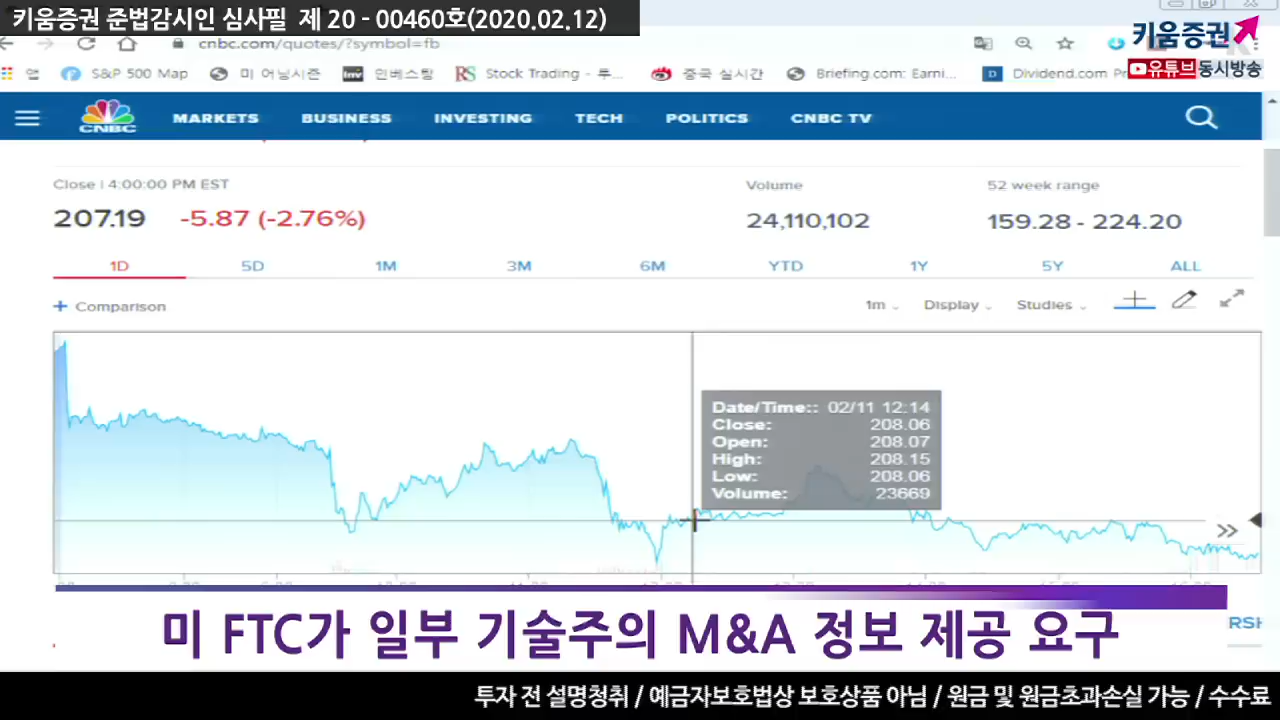 키움증권 준법감시인 심사필 제 20 - 00460호(2020.02.12)
키움증권
유튜브 동시방송
cnbc.com/quotes/?symbol=fb
앱 S&P 500 Map 미 어닝시즌 inv 인베스팅 RS Stock Trading - 루... 중국 실시간 Briefing.com: Earni... D Dividend.com Pr
CNBC MARKETS BUSINESS INVESTING TECH POLITICS CNBC TV
Close | 4:00:00 PM EST Volume 52 week range
207.19 -5.87 (-2.76%) 24,110,102 159.28 - 224.20
1D 5D 1M 3M 6M YTD 1Y 5Y ALL
+ Comparison 1m Display Studies
Date/Time:: 02/11 12:14
Close: 208.06
Open: 208.07
High: 208.15
Low: 208.06
Volume: 23669
미 FTC가 일부 기술주의 M&A 정보 제공 요구
투자 전 설명청취 / 예금자보호법상 보호상품 아님 / 원금 및 원금초과손실 가능 / 수수료